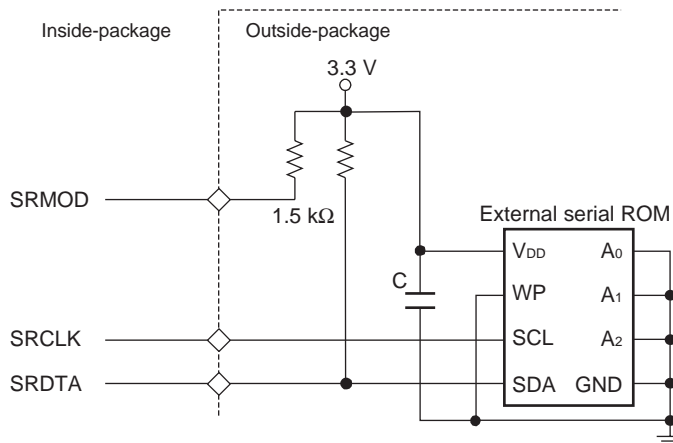 Inside-package
Outside-package
3.3 V
SRMOD
1.5 kΩ
External serial ROM
VDD
A0
C
WP
A1
SRCLK
SCL
A2
SRDTA
SDA
GND